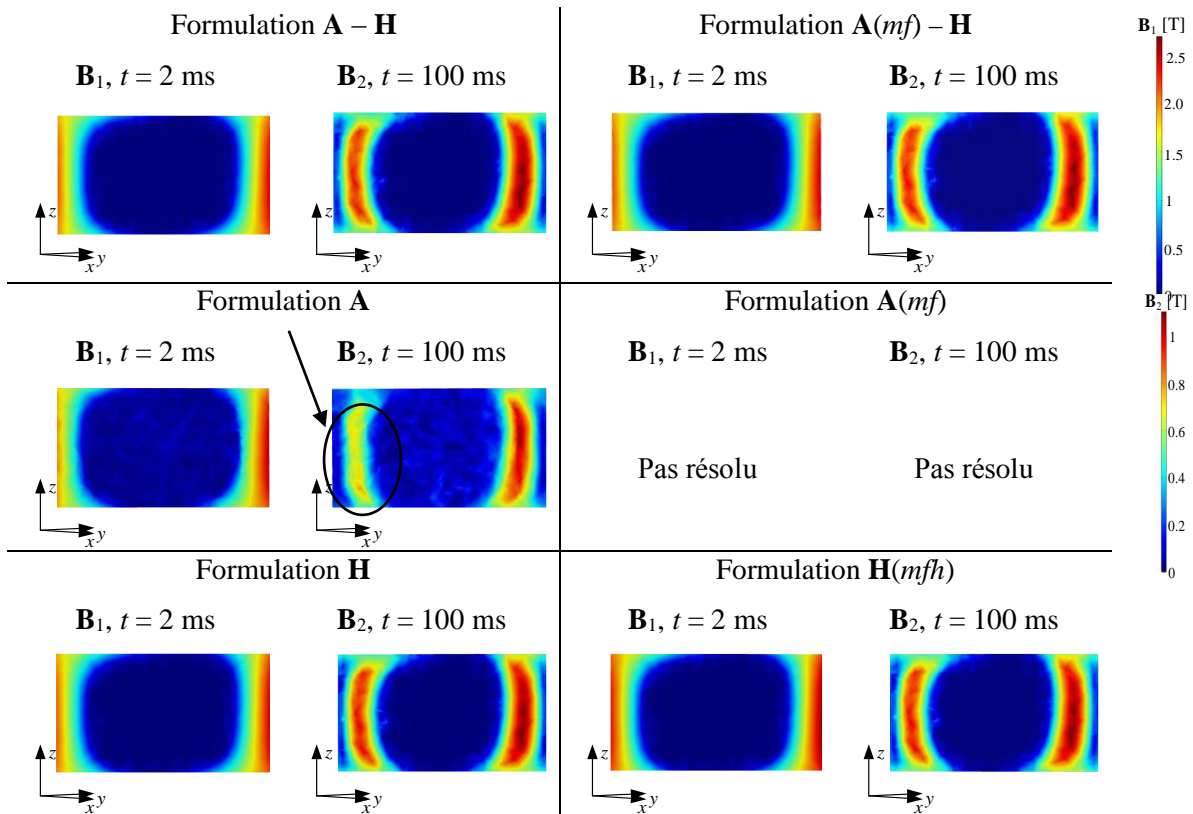 Formulation A – H
B1, t = 2 ms
B2, t = 100 ms
z
x y
z
x y
Formulation A(mf) – H
B1, t = 2 ms
B2, t = 100 ms
z
x y
z
x y
B1 [T]
2.5
2.0
1.5
1
0.5
0
Formulation A
B1, t = 2 ms
B2, t = 100 ms
z
x y
z
x y
Formulation A(mf)
B1, t = 2 ms
B2, t = 100 ms
Pas résolu
Pas résolu
B2 [T]
1
0.8
0.6
0.4
0.2
0
Formulation H
B1, t = 2 ms
B2, t = 100 ms
z
x y
z
x y
Formulation H(mfh)
B1, t = 2 ms
B2, t = 100 ms
z
x y
z
x y